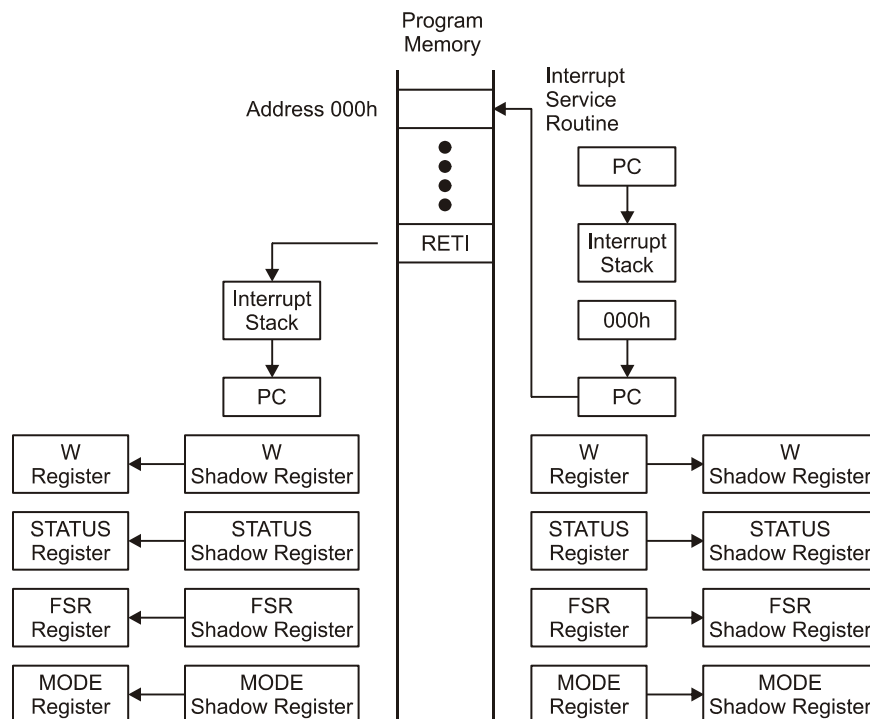 Program
Memory
Address 000h
Interrupt
Service
Routine
PC
Interrupt
Stack
RETI
Interrupt
Stack
000h
PC
PC
W
Register
W
Shadow Register
W
Register
W
Shadow Register
STATUS
Register
STATUS
Shadow Register
STATUS
Register
STATUS
Shadow Register
FSR
Register
FSR
Shadow Register
FSR
Register
FSR
Shadow Register
MODE
Register
MODE
Shadow Register
MODE
Register
MODE
Shadow Register